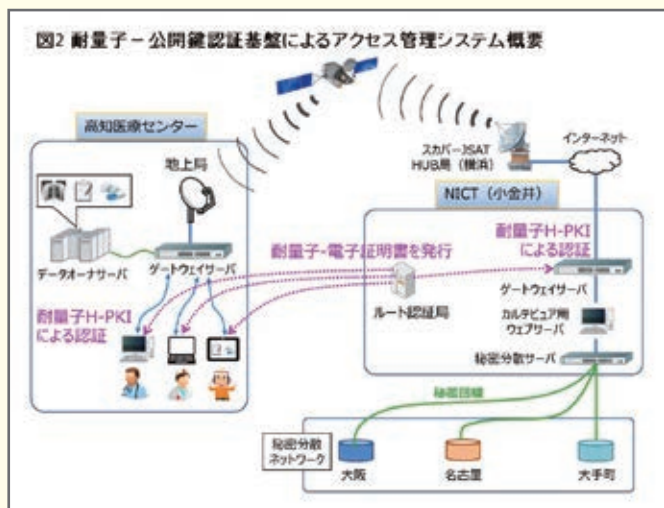 図2 耐量子－公開鍵認証基盤によるアクセス管理システム概要
高知医療センター
地上局
データオーナサーバ
ゲートウェイサーバ
耐量子H-PKI
による認証
スカパーJSAT
HUB局（横浜）
インターネット
NICT（小金井）
耐量子-電子証明書を発行
耐量子H-PKI
による認証
ゲートウェイサーバ
ルート認証局
カルテビュア用
ウェブサーバ
秘密分散サーバ
秘密回線
秘密分散
ネットワーク
大阪
名古屋
大手町